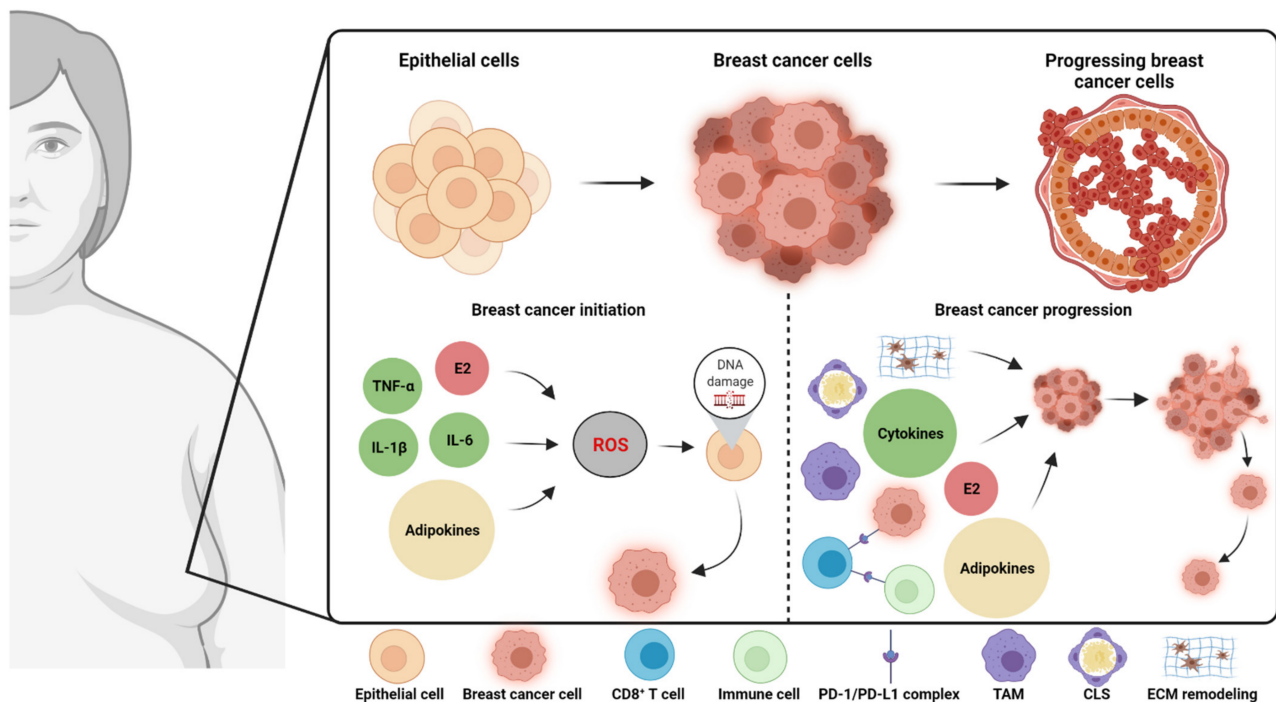 Epithelial cells
Breast cancer cells
Progressing breast
cancer cells
Breast cancer initiation
Breast cancer progression
TNF-α
E2
IL-1β
IL-6
Adipokines
ROS
DNA
damage
Cytokines
E2
Adipokines
Epithelial cell
Breast cancer cell
CD8⁺ T cell
Immune cell
PD-1/PD-L1 complex
TAM
CLS
ECM remodeling